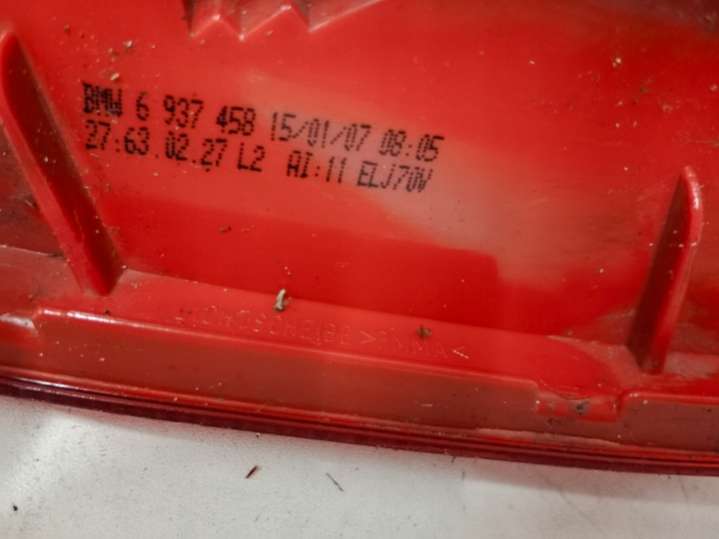 BMW 6 937 458 15/01/07 08:05
27.63.02.27 L2 AI:11 ELJ70V